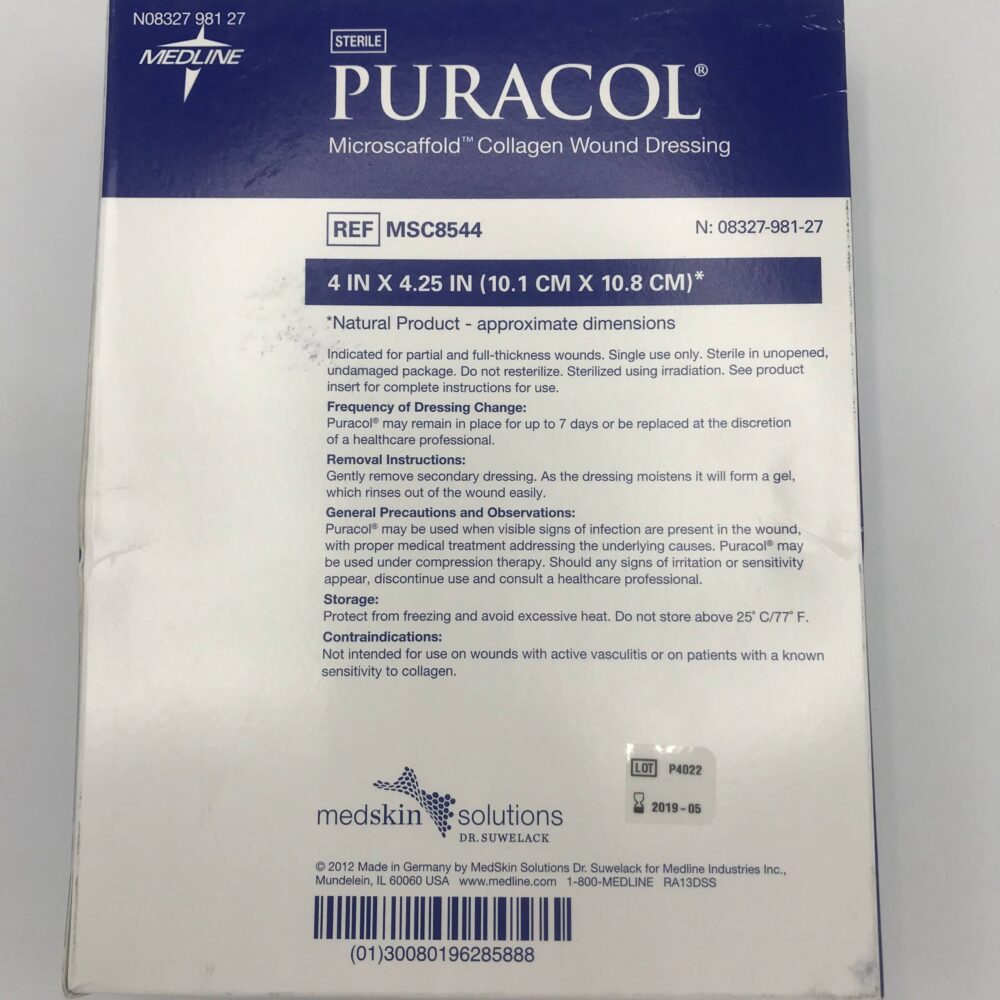 N08327 981 27
MEDLINE
STERILE
PURACOL®
Microscaffold™ Collagen Wound Dressing
REF MSC8544
N: 08327-981-27
4 IN X 4.25 IN (10.1 CM X 10.8 CM)*
*Natural Product - approximate dimensions
Indicated for partial and full-thickness wounds. Single use only. Sterile in unopened,
undamaged package. Do not resterilize. Sterilized using irradiation. See product
insert for complete instructions for use.
Frequency of Dressing Change:
Puracol® may remain in place for up to 7 days or be replaced at the discretion
of a healthcare professional.
Removal Instructions:
Gently remove secondary dressing. As the dressing moistens it will form a gel,
which rinses out of the wound easily.
General Precautions and Observations:
Puracol® may be used when visible signs of infection are present in the wound,
with proper medical treatment addressing the underlying causes. Puracol® may
be used under compression therapy. Should any signs of irritation or sensitivity
appear, discontinue use and consult a healthcare professional.
Storage:
Protect from freezing and avoid excessive heat. Do not store above 25° C/77° F.
Contraindications:
Not intended for use on wounds with active vasculitis or on patients with a known
sensitivity to collagen.
LOT P4022
2019-05
medskin solutions
DR. SUWELACK
© 2012 Made in Germany by MedSkin Solutions Dr. Suwelack for Medline Industries Inc.,
Mundelein, IL 60060 USA www.medline.com 1-800-MEDLINE RA13DSS
(01)30080196285888